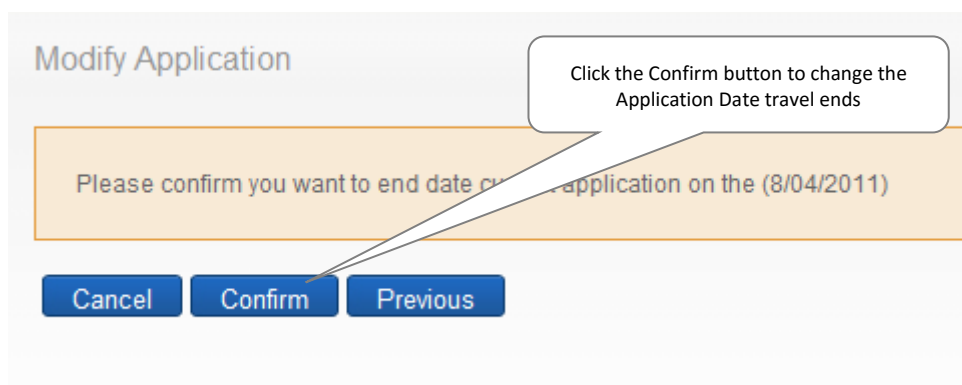 Modify Application
Click the Confirm button to change the
Application Date travel ends
Please confirm you want to end date cu application on the (8/04/2011)
Cancel Confirm Previous